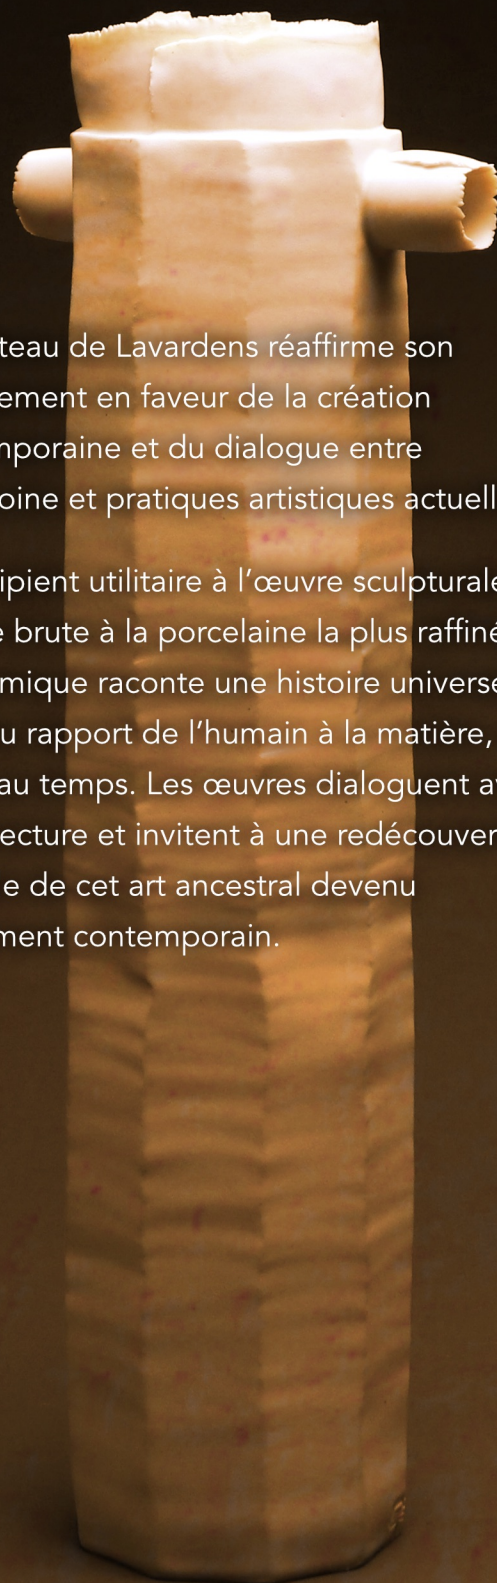 teau de Lavardens réaffirme son
ement en faveur de la création
mporaine et du dialogue entre
oine et pratiques artistiques actuell
ipient utilitaire à l’œuvre sculpturale
e brute à la porcelaine la plus raffiné
mique raconte une histoire universe
u rapport de l’humain à la matière,
au temps. Les œuvres dialoguent av
ecture et invitent à une redécouver
e de cet art ancestral devenu
ment contemporain.